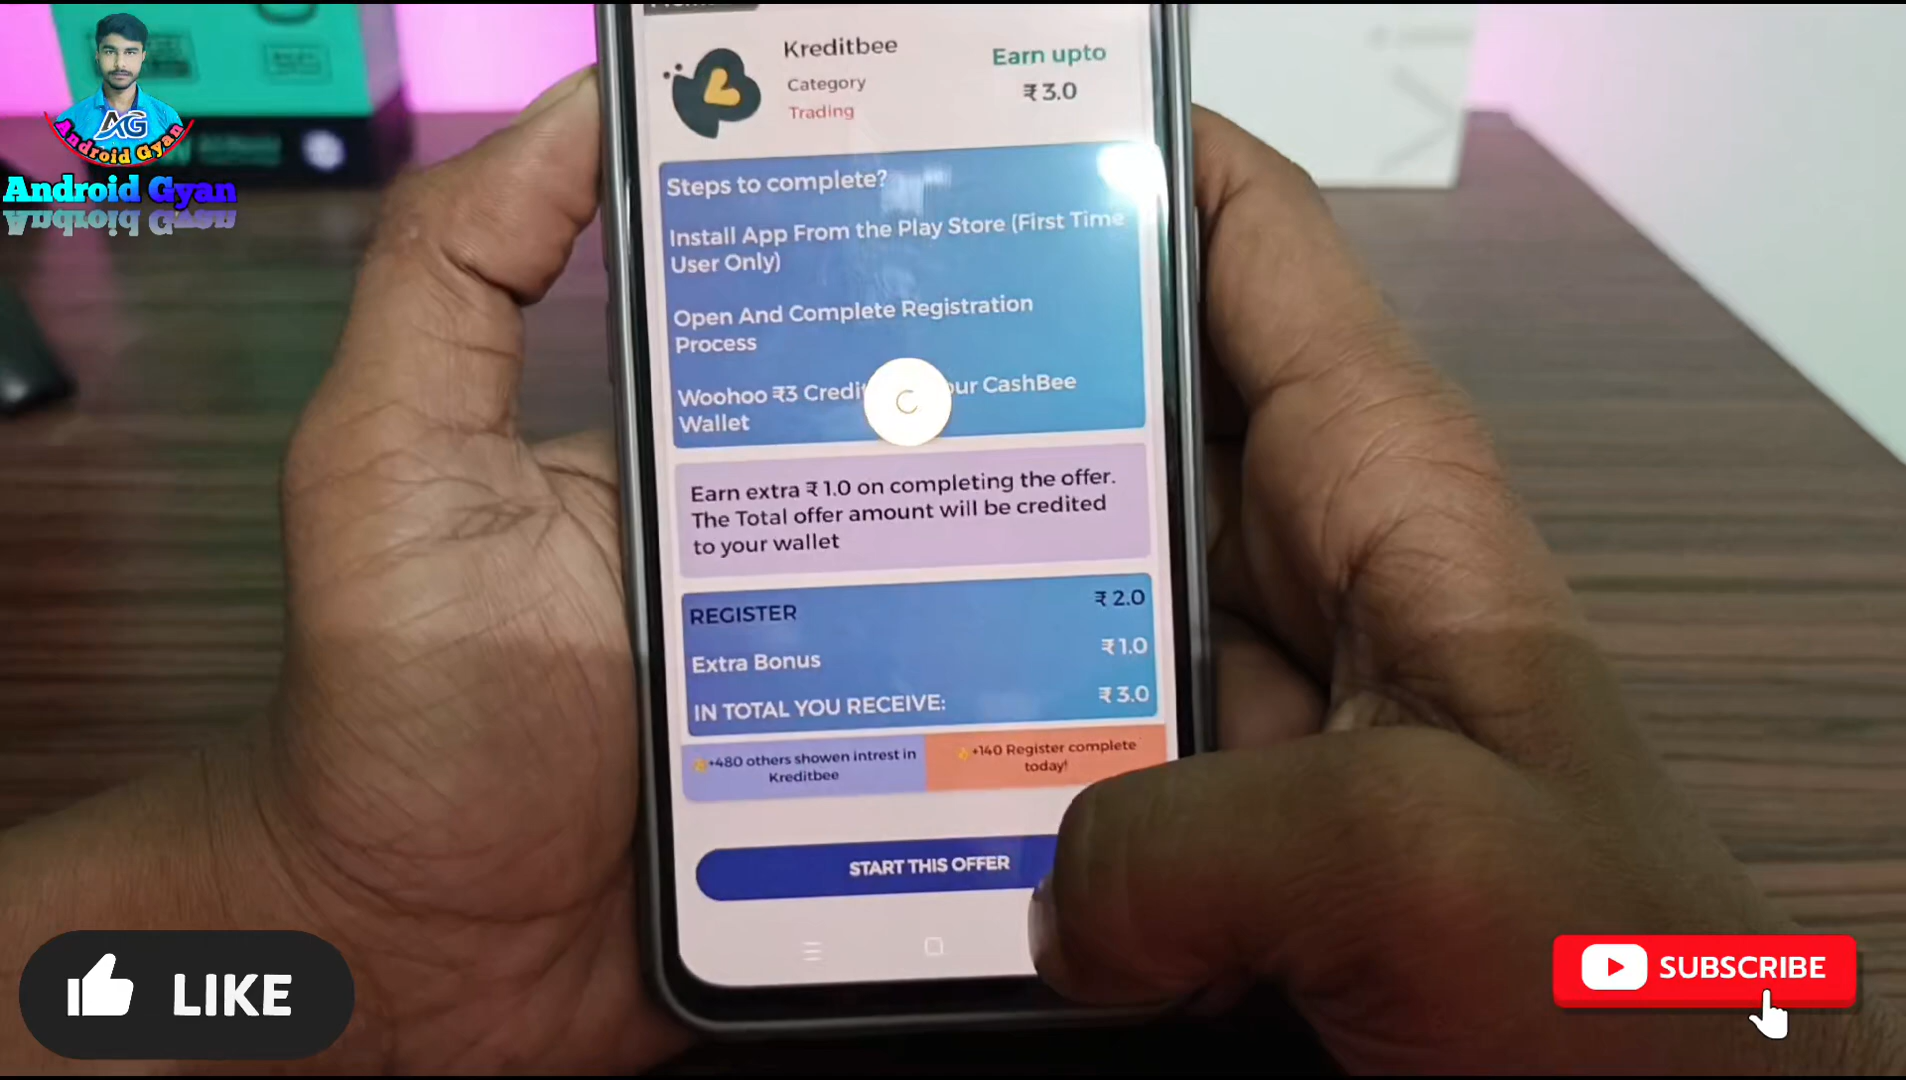 AG
Android Gyan
Android Gyan
Kreditbee
Category
Trading
Earn upto
₹ 3.0
Steps to complete?
Install App From the Play Store (First Time
User Only)
Open And Complete Registration
Process
Woohoo ₹3 Credit ur CashBee
Wallet
Earn extra ₹ 1.0 on completing the offer.
The Total offer amount will be credited
to your wallet
REGISTER ₹ 2.0
Extra Bonus ₹ 1.0
IN TOTAL YOU RECEIVE: ₹ 3.0
+480 others showen intrest in
Kreditbee
+140 Register complete
today!
START THIS OFFER
LIKE
SUBSCRIBE